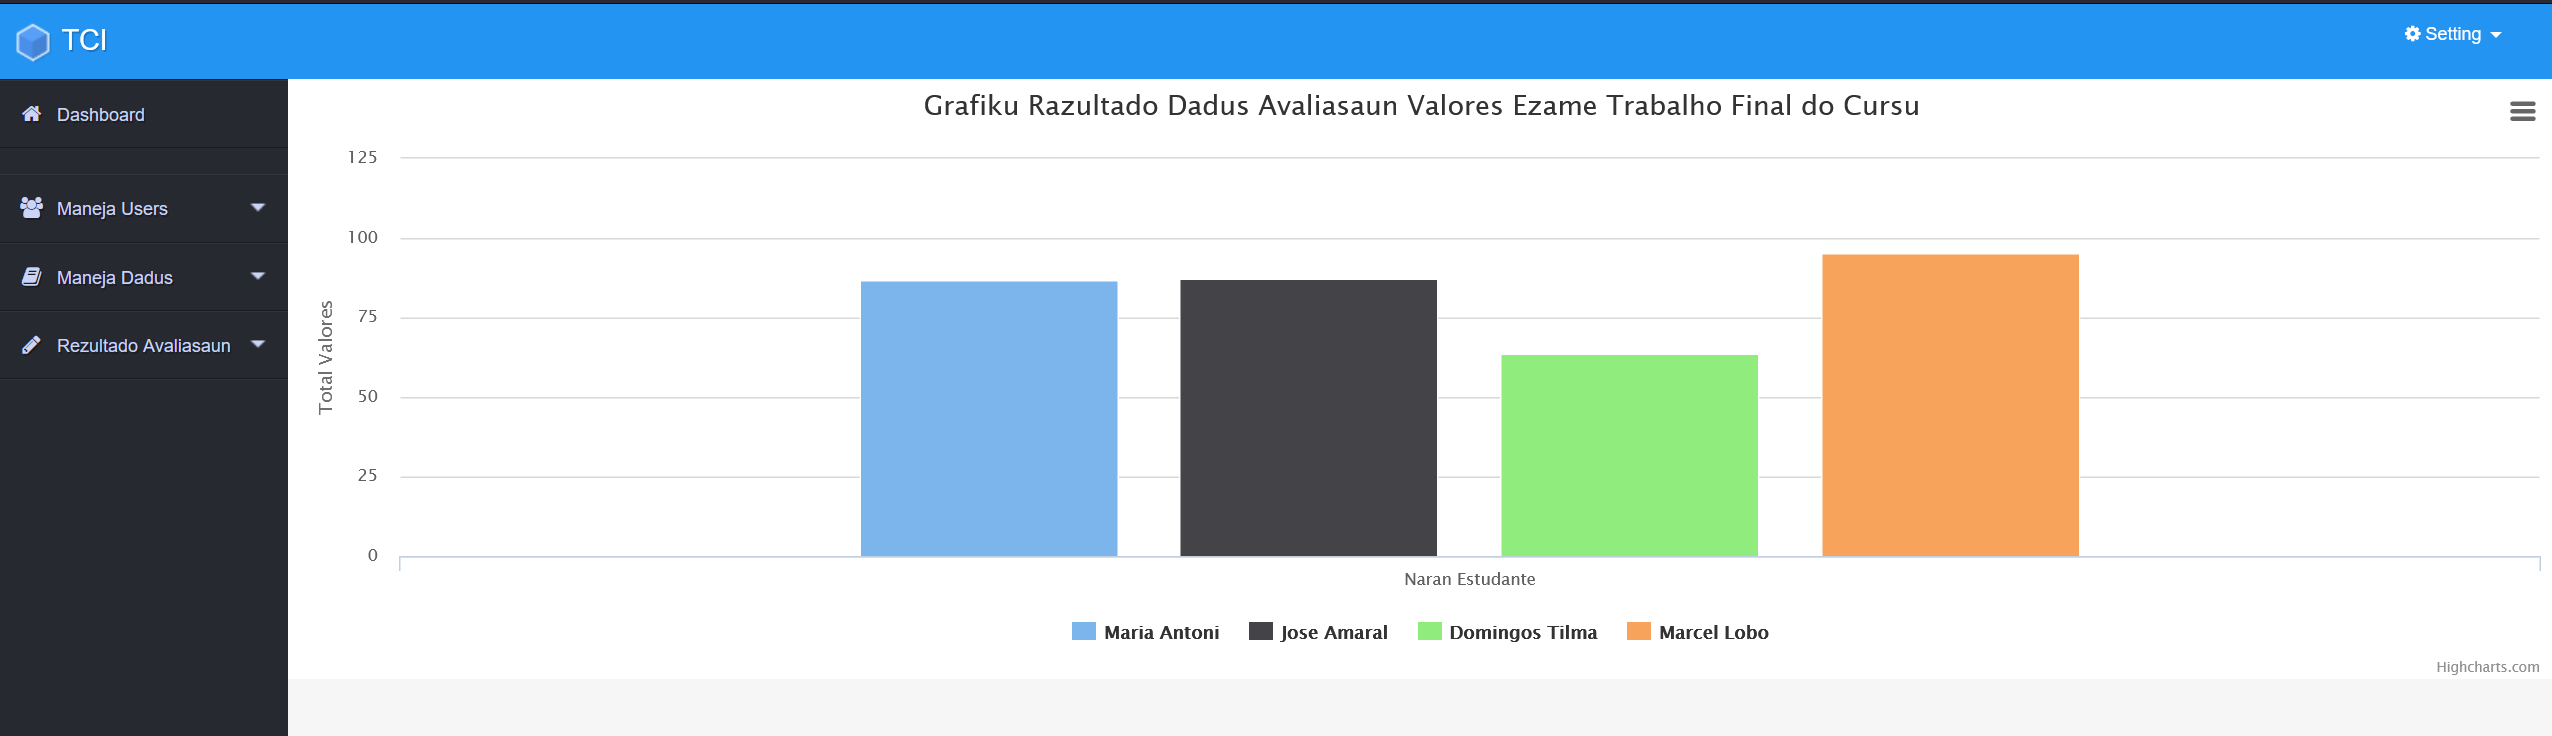 TCI
Setting
Dashboard
Maneja Users
Maneja Dadus
Rezultado Avaliasaun
Grafiku Razultado Dadus Avaliasaun Valores Ezame Trabalho Final do Cursu
125
100
75
50
25
0
Total Valores
Naran Estudante
Maria Antoni Jose Amaral Domingos Tilma Marcel Lobo
Highcharts.com